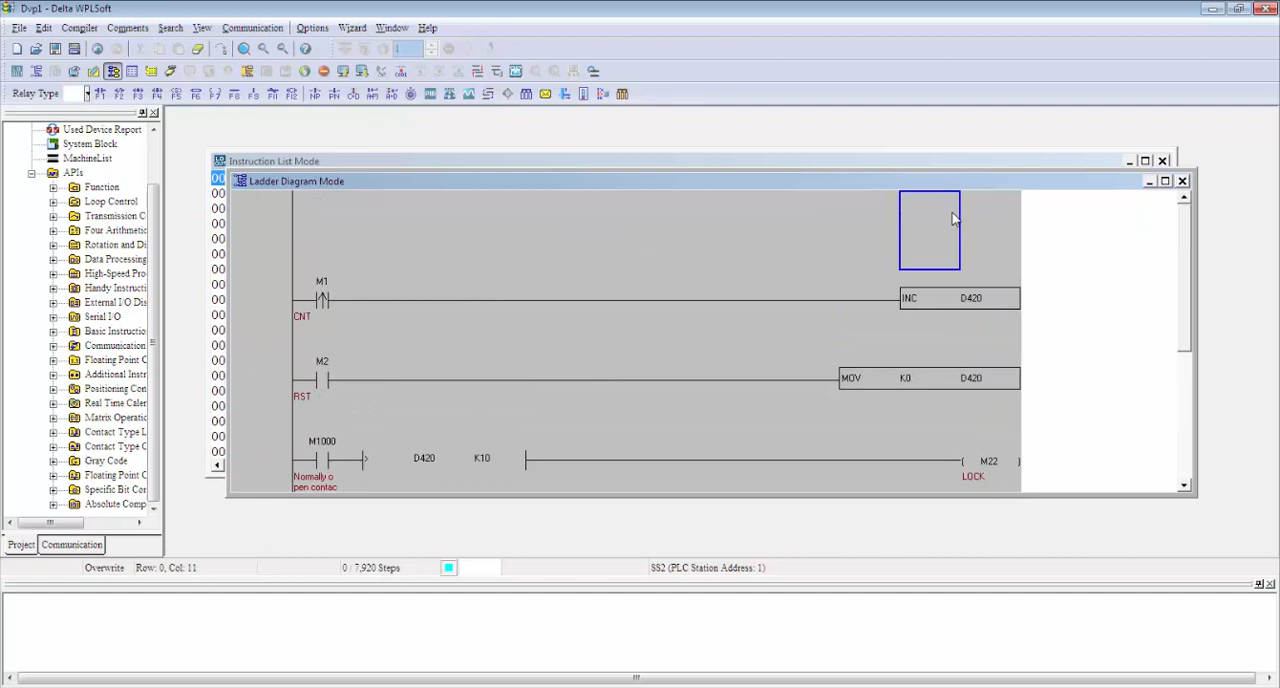 Dvp1 - Delta WPLSoft
File Edit Compiler Comments Search View Communication Options Wizard Window Help
1
Relay Type
Used Device Report
System Block
MachineList
APIs
Function
Loop Control
Transmission C
Four Arithmetic
Rotation and Di
Data Processing
High-Speed Pro
Handy Instructi
External I/O Dis
Serial I/O
Basic Instructio
Communication
Floating Point C
Additional Instr
Positioning Con
Real Time Caler
Matrix Operatio
Contact Type L
Contact Type C
Gray Code
Floating Point C
Specific Bit Cor
Absolute Comp
Project Communication
Instruction List Mode
Ladder Diagram Mode
M1
INC D420
CNT
M2
MOV K0 D420
RST
M1000
> D420 K10 ( M22 )
Normally o
pen contac
LOCK
Overwrite Row: 0, Col: 11 0 / 7,920 Steps SS2 (PLC Station Address: 1)